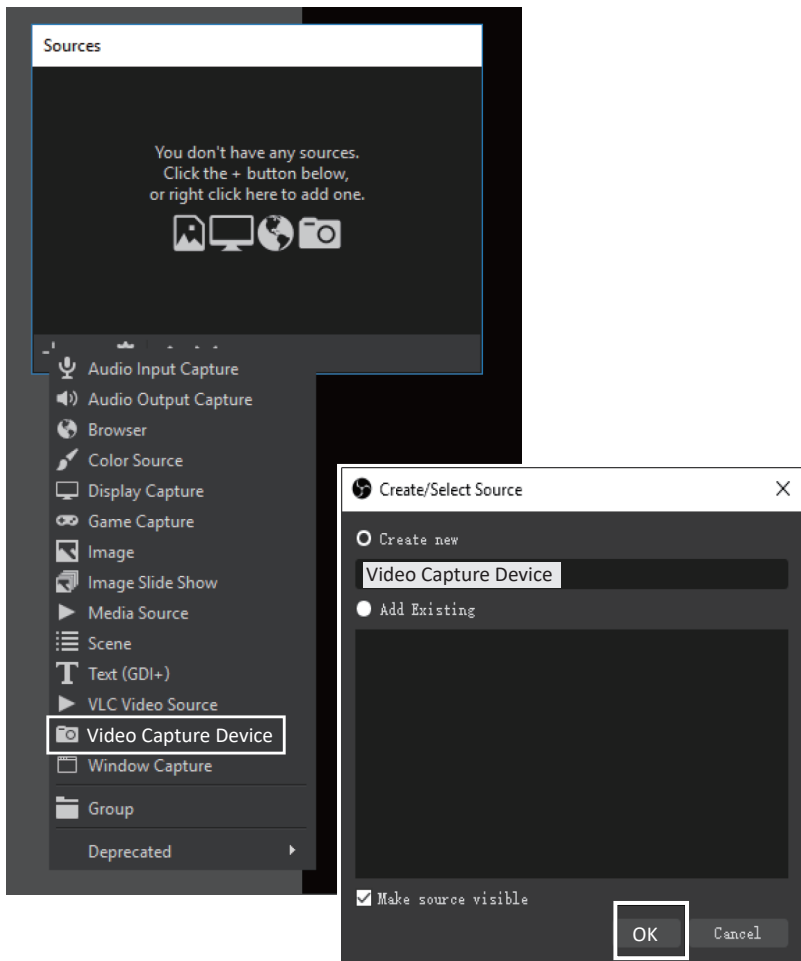 Sources
You don't have any sources.
Click the + button below,
or right click here to add one.
Audio Input Capture
Audio Output Capture
Browser
Color Source
Display Capture
Game Capture
Image
Image Slide Show
Media Source
Scene
Text (GDI+)
VLC Video Source
Video Capture Device
Window Capture
Group
Deprecated
Create/Select Source
Create new
Video Capture Device
Add Existing
Make source visible
OK
Cancel